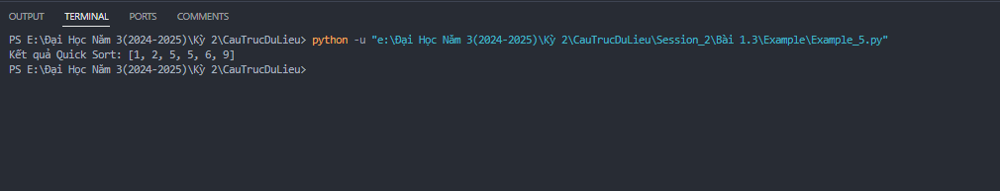 OUTPUT TERMINAL PORTS COMMENTS
PS E:\Đại Học Năm 3(2024-2025)\Kỳ 2\CauTrucDuLieu> python -u "e:\Đại Học Năm 3(2024-2025)\Kỳ 2\CauTrucDuLieu\Session_2\Bài 1.3\Example\Example_5.py"
Kết quả Quick Sort: [1, 2, 5, 5, 6, 9]
PS E:\Đại Học Năm 3(2024-2025)\Kỳ 2\CauTrucDuLieu>